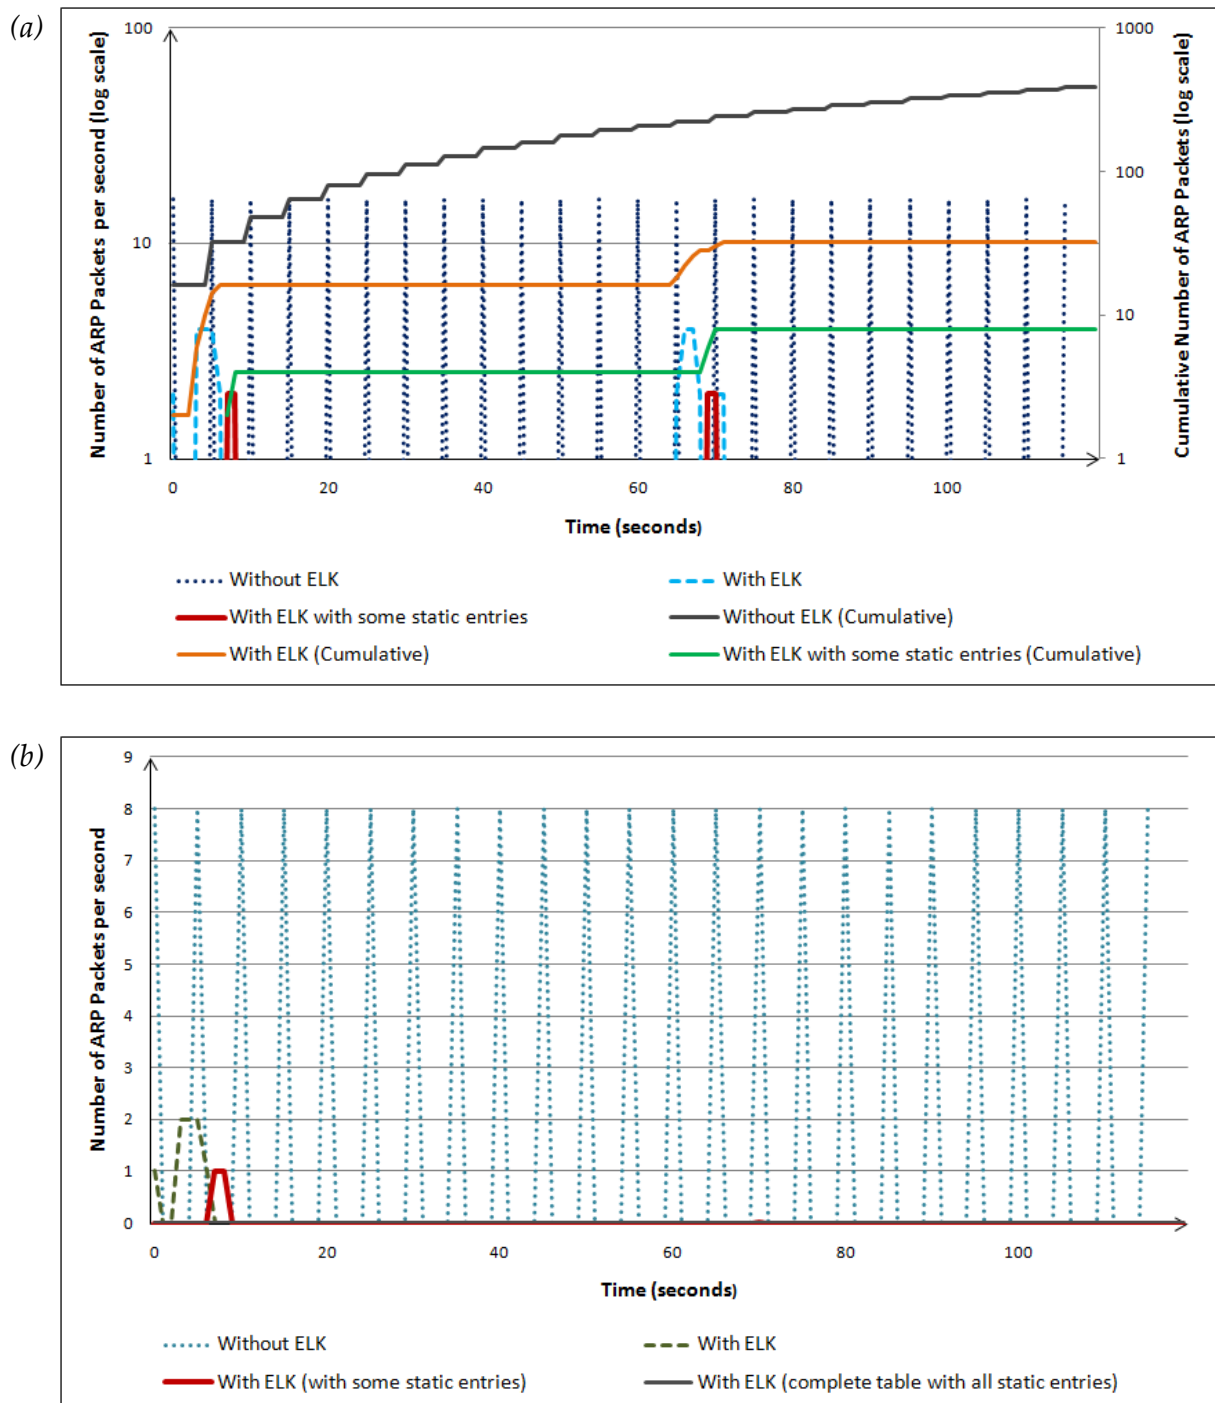 (a)
Number of ARP Packets per second (log scale)
100
10
1
Cumulative Number of ARP Packets (log scale)
1000
100
10
1
0 20 40 60 80 100
Time (seconds)
Without ELK
With ELK
With ELK with some static entries
Without ELK (Cumulative)
With ELK (Cumulative)
With ELK with some static entries (Cumulative)
(b)
Number of ARP Packets per second
9
8
7
6
5
4
3
2
1
0
0 20 40 60 80 100
Time (seconds)
Without ELK
With ELK
With ELK (with some static entries)
With ELK (complete table with all static entries)